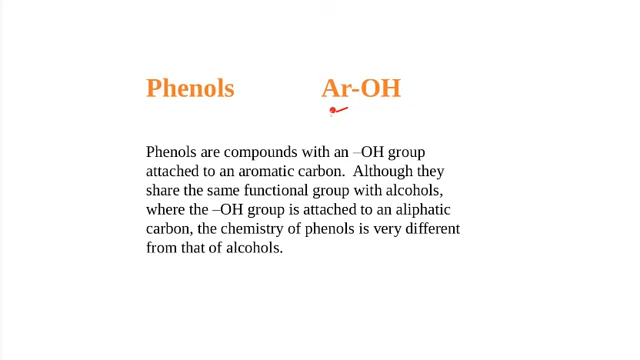 Phenols Ar-OH
Phenols are compounds with an –OH group
attached to an aromatic carbon.  Although they
share the same functional group with alcohols,
where the –OH group is attached to an aliphatic
carbon, the chemistry of phenols is very different
from that of alcohols.